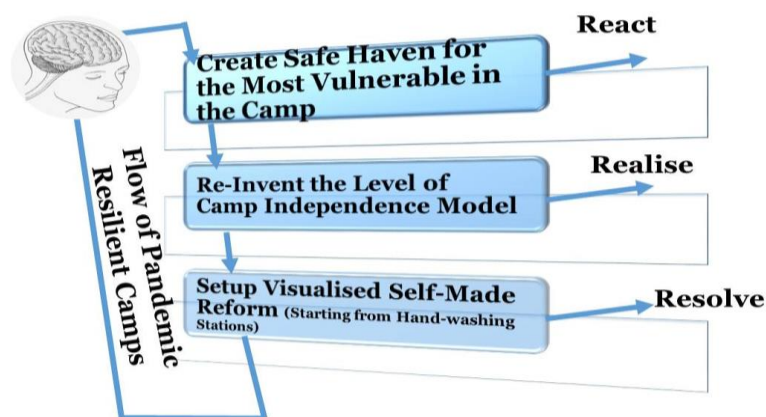 React
Create Safe Haven for
the Most Vulnerable in
the Camp
Realise
Re-Invent the Level of
Camp Independence Model
Setup Visualised Self-Made
Reform (Starting from Hand-washing
Stations)
Resolve
Flow of Pandemic
Resilient Camps